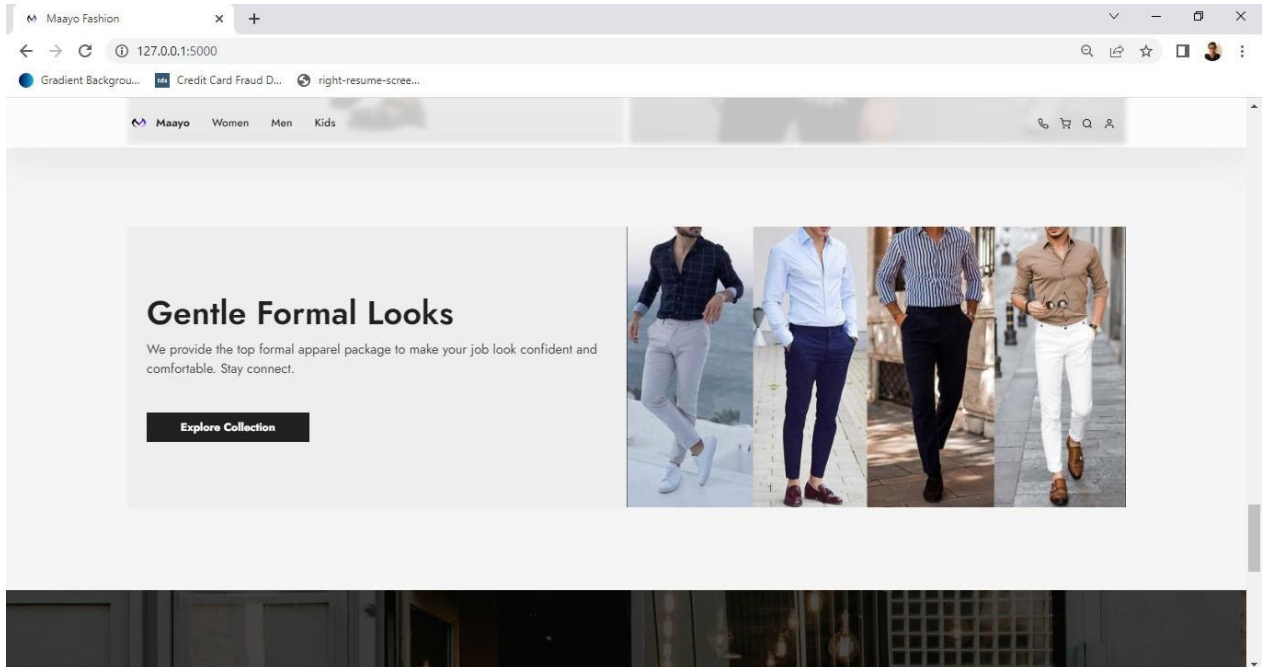 Maayo Fashion
127.0.0.1:5000
Gradient Backgrou...
Credit Card Fraud D...
right-resume-scree...
Maayo Women Men Kids
Gentle Formal Looks
We provide the top formal apparel package to make your job look confident and
comfortable. Stay connect.
Explore Collection